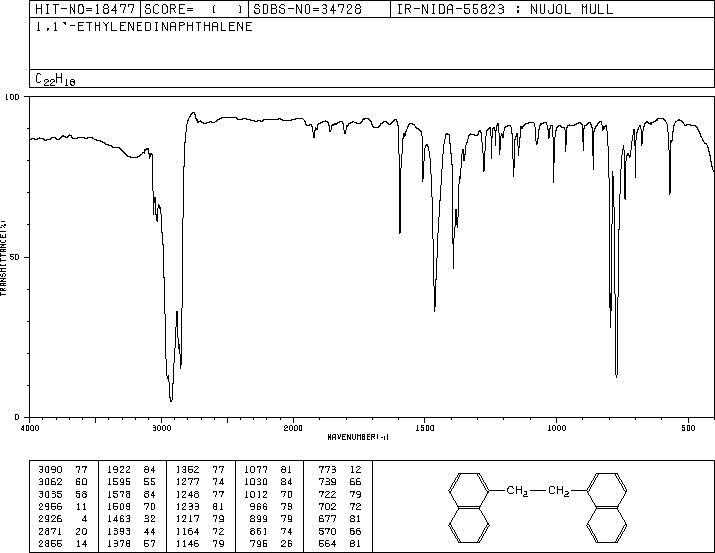 HIT-NO=18477 SCORE= ( ) SDBS-NO=34728 IR-NIDA-55823 : NUJOL MULL
1,1'-ETHYLENEDINAPHTHALENE
C22H18
100
50
0
TRANSMITTANCE(%)
4000 3000 2000 1500 1000 500
WAVENUMBER(-1)
3090 77 1922 84 1362 77 1077 81 773 12
3062 60 1595 55 1277 74 1030 84 739 66
3035 58 1578 84 1248 77 1012 70 722 79
2956 11 1509 70 1233 81 966 79 702 72
2926 4 1463 32 1217 79 899 79 677 81
2871 20 1393 44 1164 72 861 74 570 66
2855 14 1378 57 1146 79 796 26 564 81
CH2 CH2